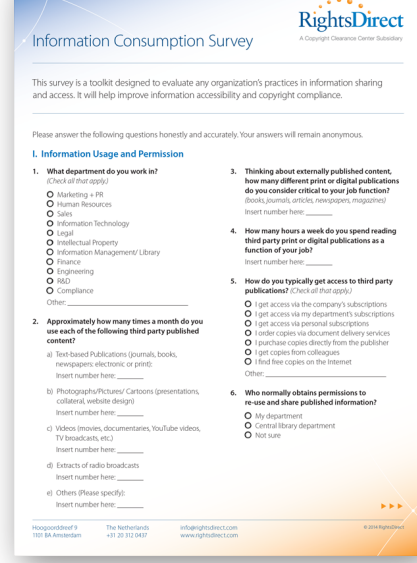 RightsDirect
A Copyright Clearance Center Subsidiary
Information Consumption Survey
This survey is a toolkit designed to evaluate any organization's practices in information sharing
and access. It will help improve information accessibility and copyright compliance.
Please answer the following questions honestly and accurately. Your answers will remain anonymous.
I. Information Usage and Permission
1. What department do you work in?
(Check all that apply.)
Marketing + PR
Human Resources
Sales
Information Technology
Legal
Intellectual Property
Information Management/ Library
Finance
Engineering
R&D
Compliance
Other: ______________________________
2. Approximately how many times a month do you
use each of the following third party published
content?
a) Text-based Publications (journals, books,
newspapers: electronic or print):
Insert number here: _______
b) Photographs/Pictures/ Cartoons (presentations,
collateral, website design)
Insert number here: _______
c) Videos (movies, documentaries, YouTube videos,
TV broadcasts, etc.)
Insert number here: _______
d) Extracts of radio broadcasts
Insert number here: _______
e) Others (Please specify):
Insert number here: _______
3. Thinking about externally published content,
how many different print or digital publications
do you consider critical to your job function?
(books, journals, articles, newspapers, magazines)
Insert number here: _______
4. How many hours a week do you spend reading
third party print or digital publications as a
function of your job?
Insert number here: _______
5. How do you typically get access to third party
publications? (Check all that apply.)
I get access via the company's subscriptions
I get access via my department's subscriptions
I get access via personal subscriptions
I order copies via document delivery services
I purchase copies directly from the publisher
I get copies from colleagues
I find free copies on the Internet
Other: ______________________________
6. Who normally obtains permissions to
re-use and share published information?
My department
Central library department
Not sure
Hoogoorddreef 9
1101 BA Amsterdam
The Netherlands
+31 20 312 0437
info@rightsdirect.com
www.rightsdirect.com
© 2014 RightsDirect